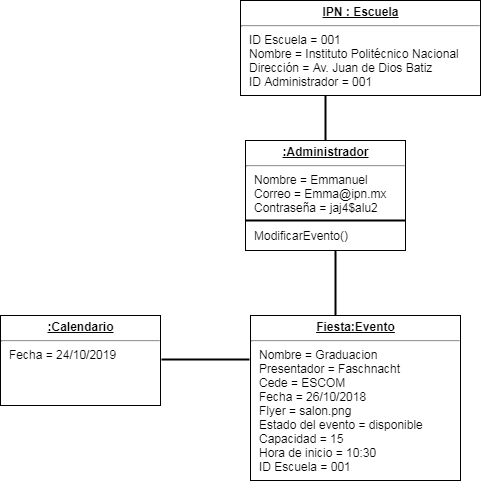 IPN : Escuela
ID Escuela = 001
Nombre = Instituto Politécnico Nacional
Dirección = Av. Juan de Dios Batiz
ID Administrador = 001
:Administrador
Nombre = Emmanuel
Correo = Emma@ipn.mx
Contraseña = jaj4$alu2
ModificarEvento()
:Calendario
Fecha = 24/10/2019
Fiesta:Evento
Nombre = Graduacion
Presentador = Faschnacht
Cede = ESCOM
Fecha = 26/10/2018
Flyer = salon.png
Estado del evento = disponible
Capacidad = 15
Hora de inicio = 10:30
ID Escuela = 001